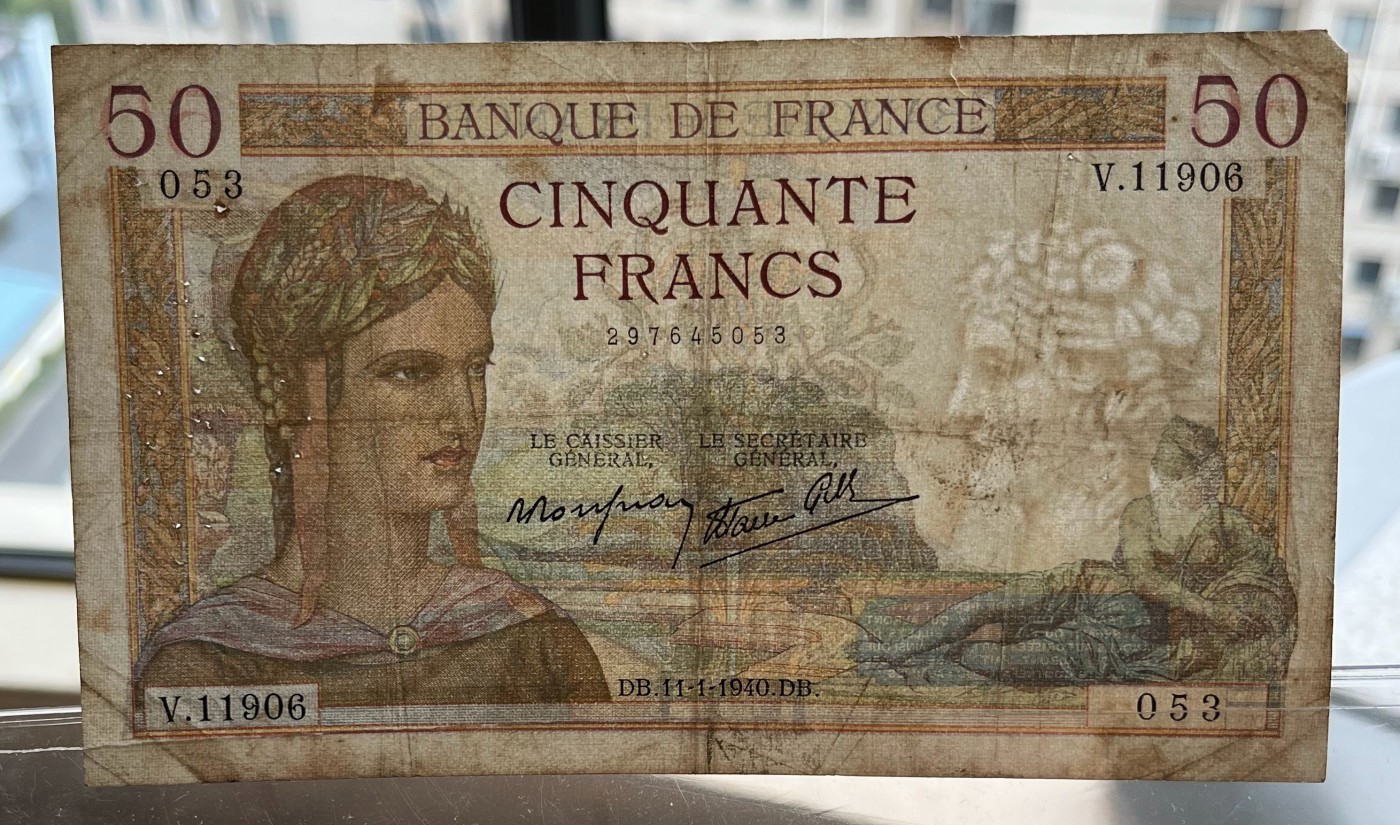 50
BANQUE DE FRANCE
50
053
V.11906
CINQUANTE
FRANCS
297645053
LE CAISSIER
GÉNÉRAL,
LE SECRÉTAIRE
GÉNÉRAL,
DB.11-1-1940.DB.
V.11906
053